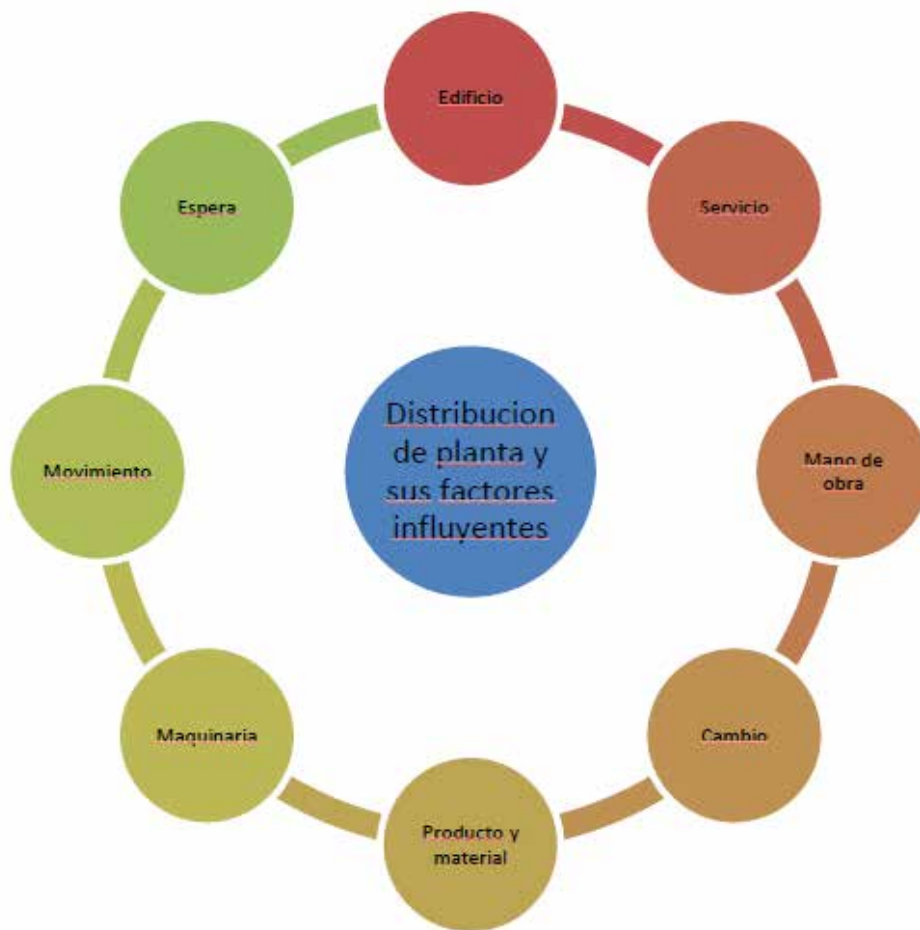 Edificio
Servicio
Mano de
obra
Cambio
Producto y
material
Maquinaria
Movimiento
Espera
Distribucion
de planta y
sus factores
influyentes